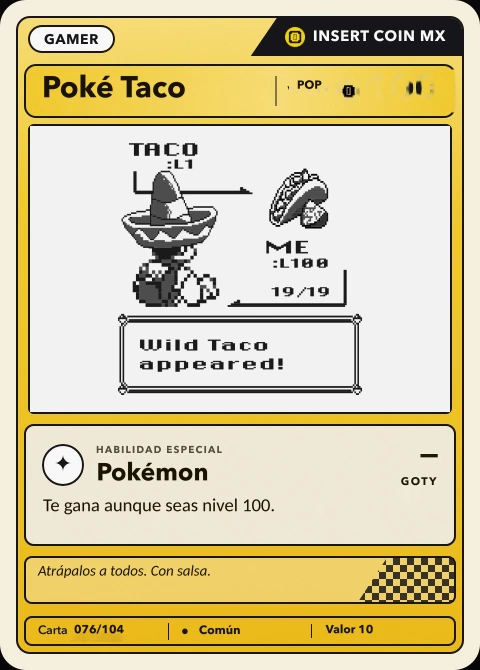 GAMER
INSERT COIN MX
Poké Taco
POP
TACO
:L1
ME
:L100
19/19
Wild Taco
appeared!
HABILIDAD ESPECIAL
Pokémon
—
GOTY
Te gana aunque seas nivel 100.
Atrápalos a todos. Con salsa.
Carta 076/104
• Común
Valor 10